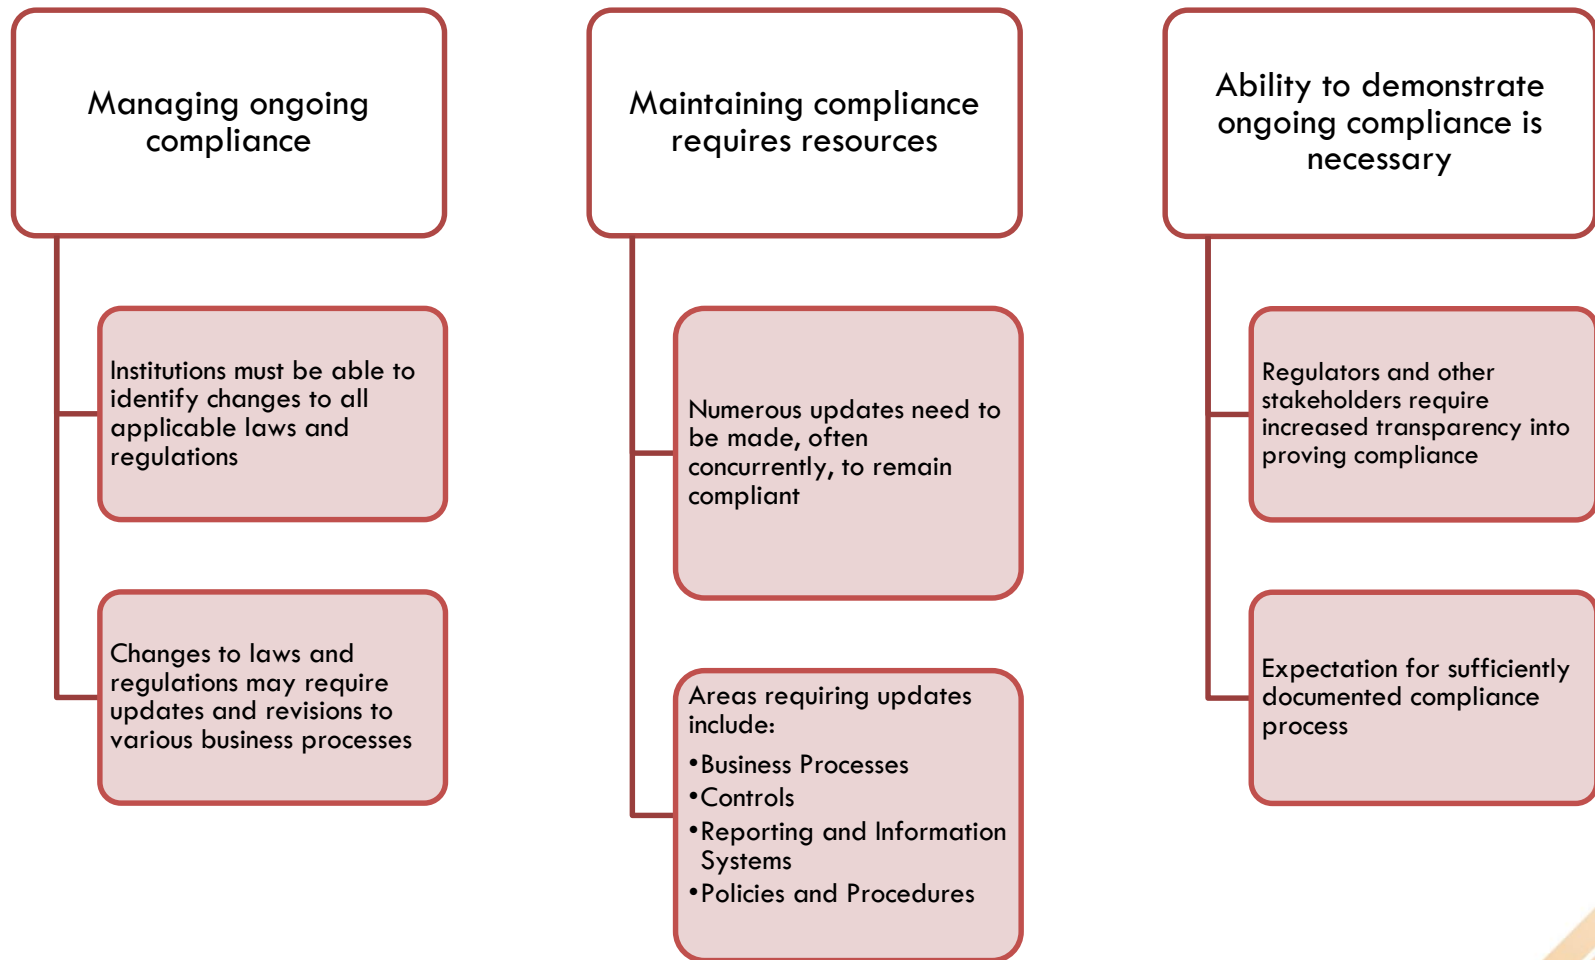 Managing ongoing
compliance
Institutions must be able to
identify changes to all
applicable laws and
regulations
Changes to laws and
regulations may require
updates and revisions to
various business processes
Maintaining compliance
requires resources
Numerous updates need to
be made, often
concurrently, to remain
compliant
Areas requiring updates
include:
•Business Processes
•Controls
•Reporting and Information
Systems
•Policies and Procedures
Ability to demonstrate
ongoing compliance is
necessary
Regulators and other
stakeholders require
increased transparency into
proving compliance
Expectation for sufficiently
documented compliance
process